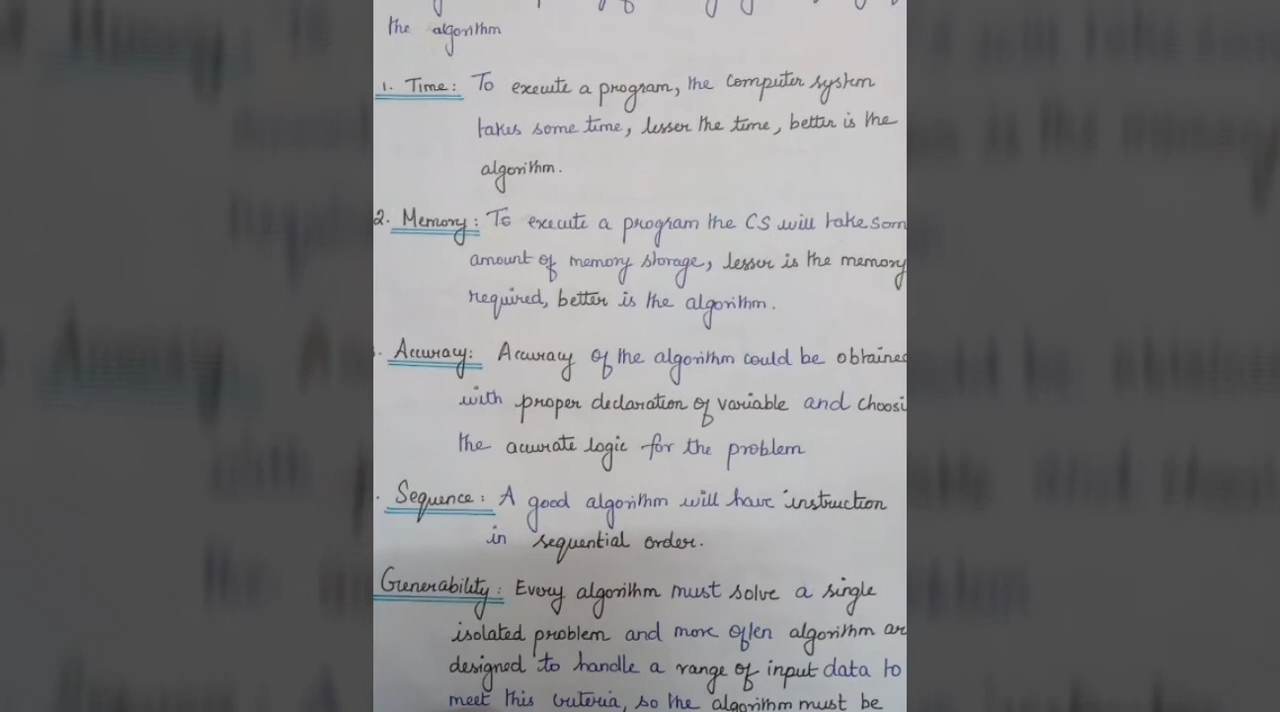 the algorithm
1. Time: To execute a program, the computer system
takes some time, lesser the time, better is the
algorithm.
2. Memory: To execute a program the CS will take som
amount of memory storage, lesser is the memory
required, better is the algorithm.
. Accuracy: Accuracy of the algorithm could be obtained
with proper declaration of variable and choosi
the accurate logic for the problem
. Sequence: A good algorithm will have instruction
in sequential order.
Generability: Every algorithm must solve a single
isolated problem and more often algorithm ar
designed to handle a range of input data to
meet this criteria, so the algorithm must be